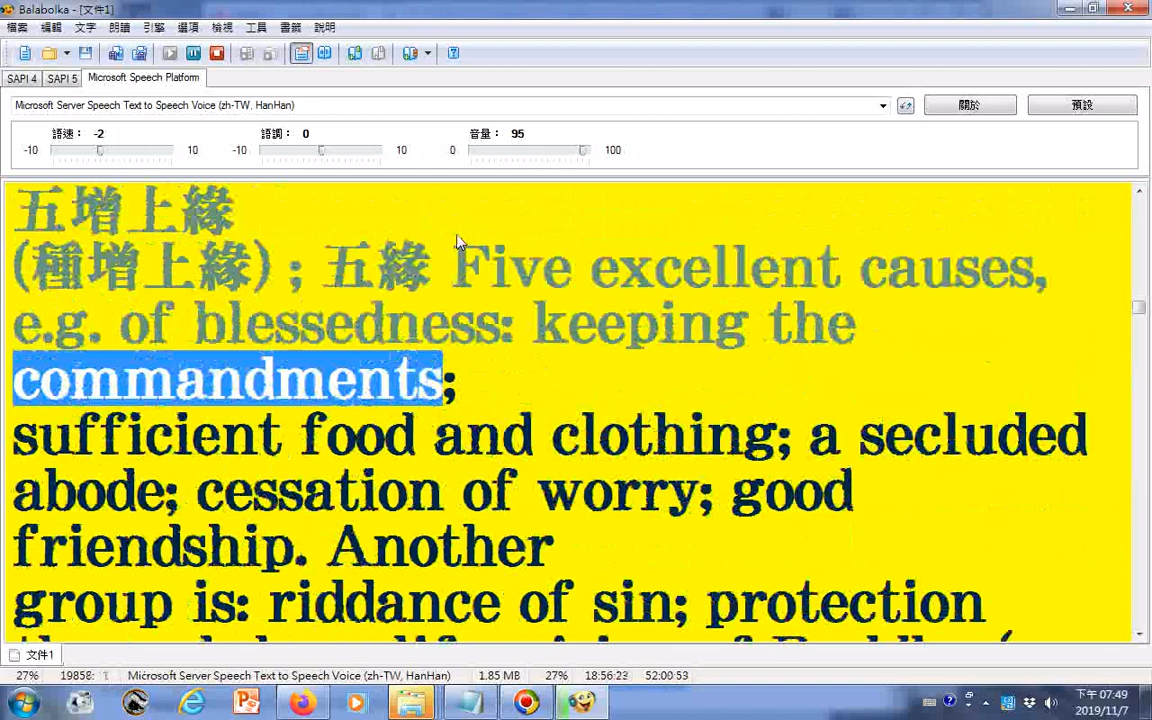 Balabolka - [文件1]
檔案 編輯 文字 朗讀 引擎 選項 檢視 工具 書籤 說明
SAPI 4 SAPI 5 Microsoft Speech Platform
Microsoft Server Speech Text to Speech Voice (zh-TW, HanHan) 關於 預設
語速： -2 語調： 0 音量： 95
-10 10 -10 10 0 100
五增上緣
(種增上緣) ; 五緣 Five excellent causes,
e.g. of blessedness: keeping the
commandments;
sufficient food and clothing; a secluded
abode; cessation of worry; good
friendship. Another
group is: riddance of sin; protection
文件1
27% 19858: Microsoft Server Speech Text to Speech Voice (zh-TW, HanHan) 1.85 MB 27% 18:56:23 52:00:53
下午 07:49
2019/11/7